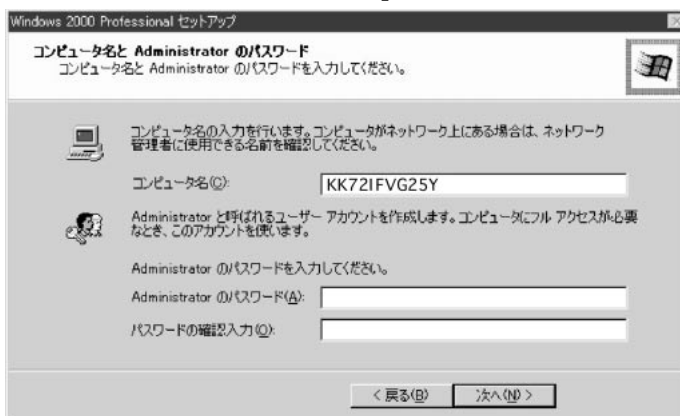 Windows 2000 Professional セットアップ
コンピュータ名と Administrator のパスワード
コンピュータ名と Administrator のパスワードを入力してください。
コンピュータ名の入力を行います。コンピュータがネットワーク上にある場合は、ネットワーク
管理者に使用できる名前を確認してください。
コンピュータ名(C):
KK72IFVG25Y
Administrator と呼ばれるユーザー アカウントを作成します。コンピュータにフル アクセスが必要
なとき、このアカウントを使います。
Administrator のパスワードを入力してください。
Administrator のパスワード(A):
パスワードの確認入力(O):
< 戻る(B)
次へ(N) >